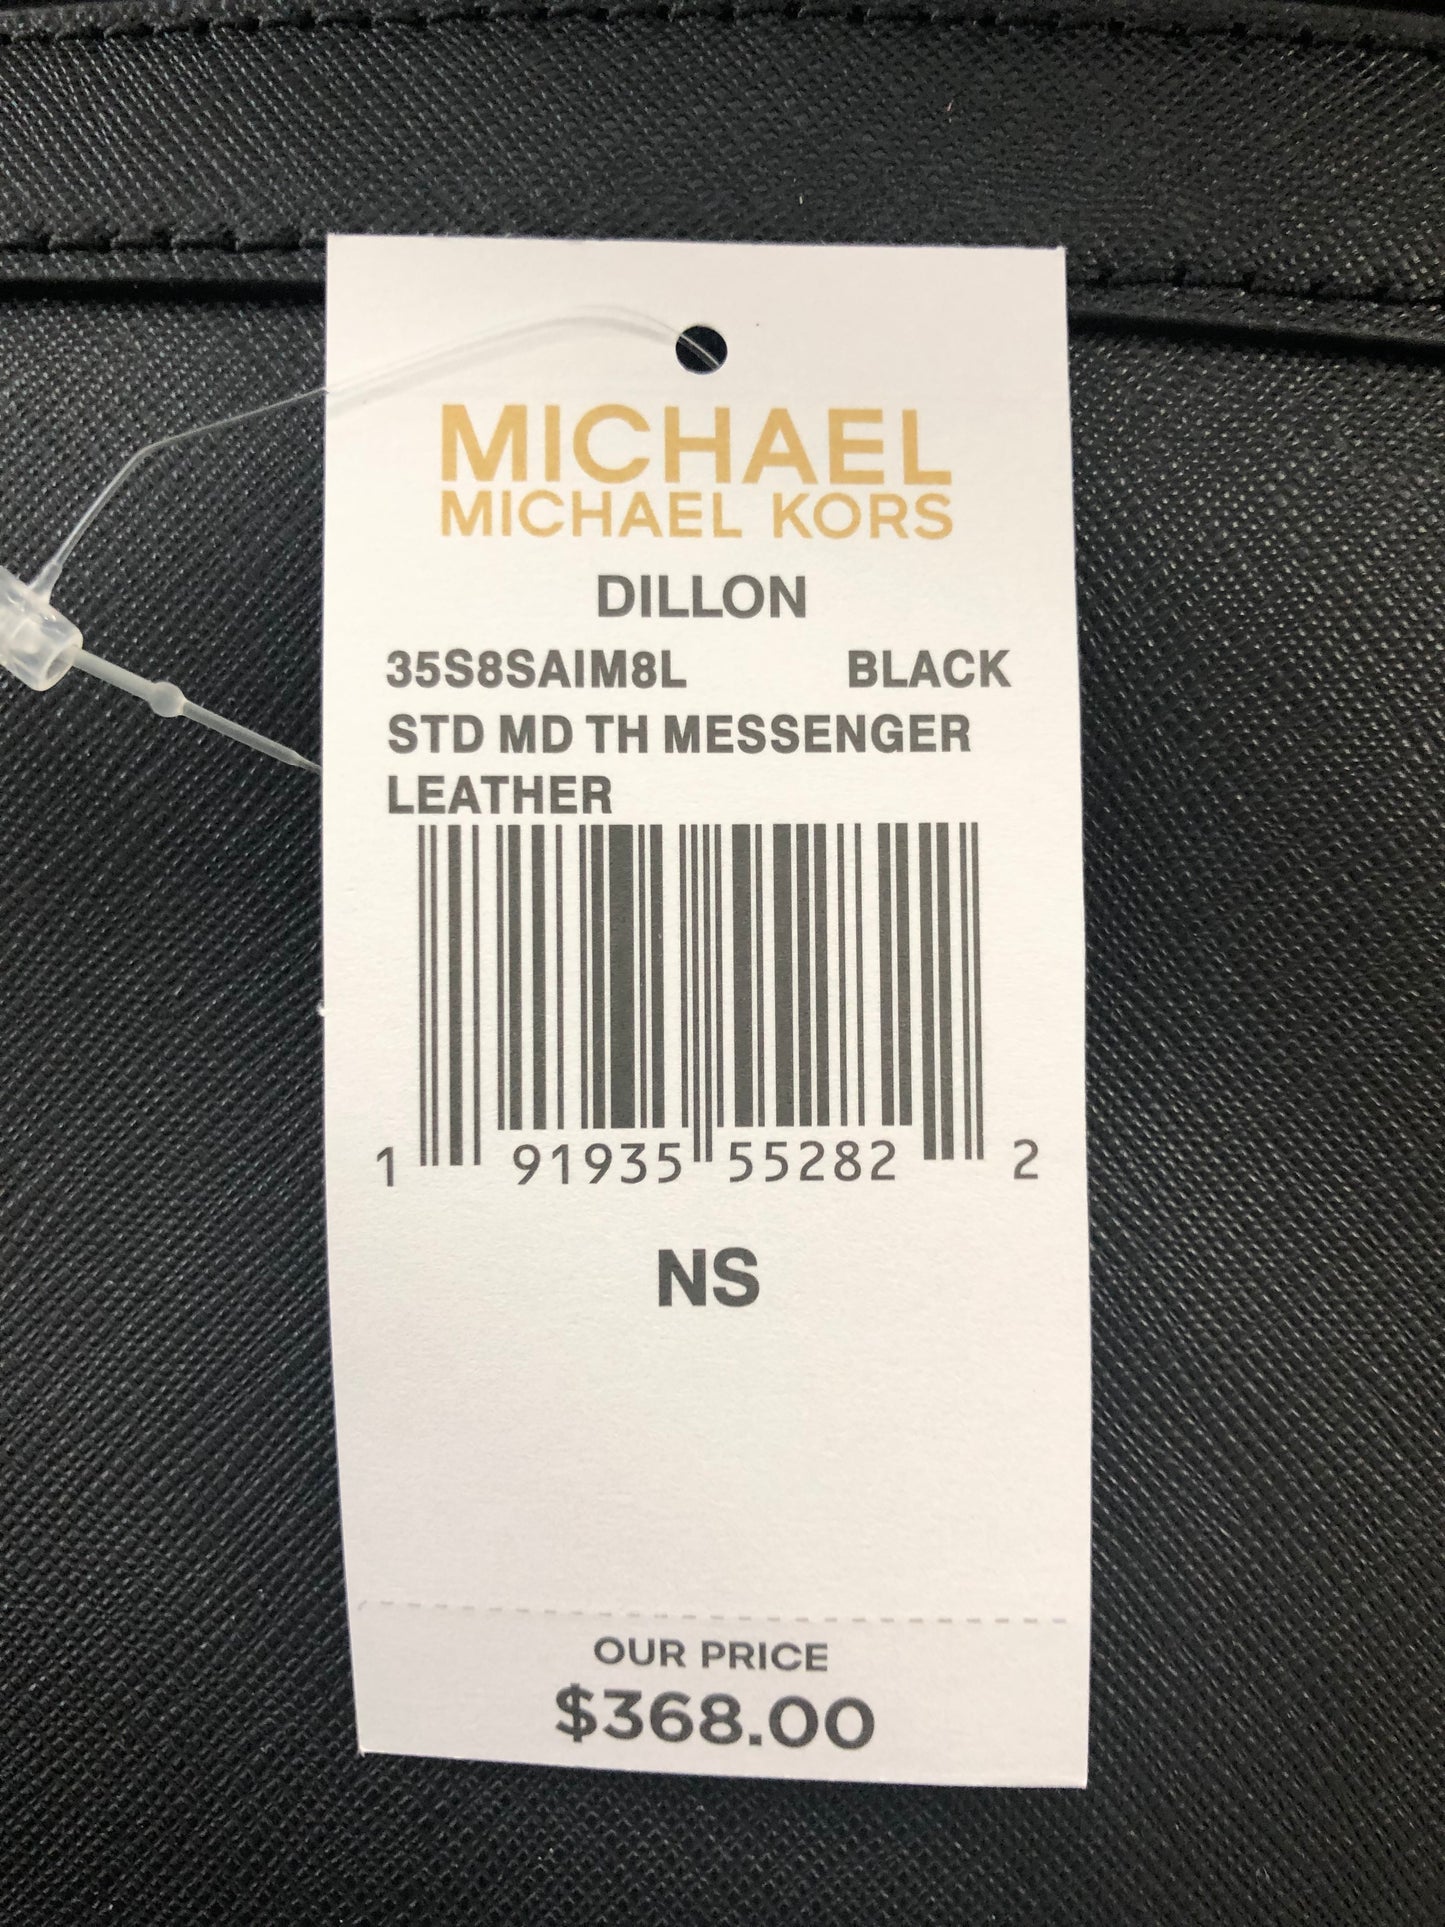 MICHAEL
MICHAEL KORS
DILLON
35S8SAIM8L BLACK
STD MD TH MESSENGER
LEATHER
1 91935 55282 2
NS
OUR PRICE
$368.00